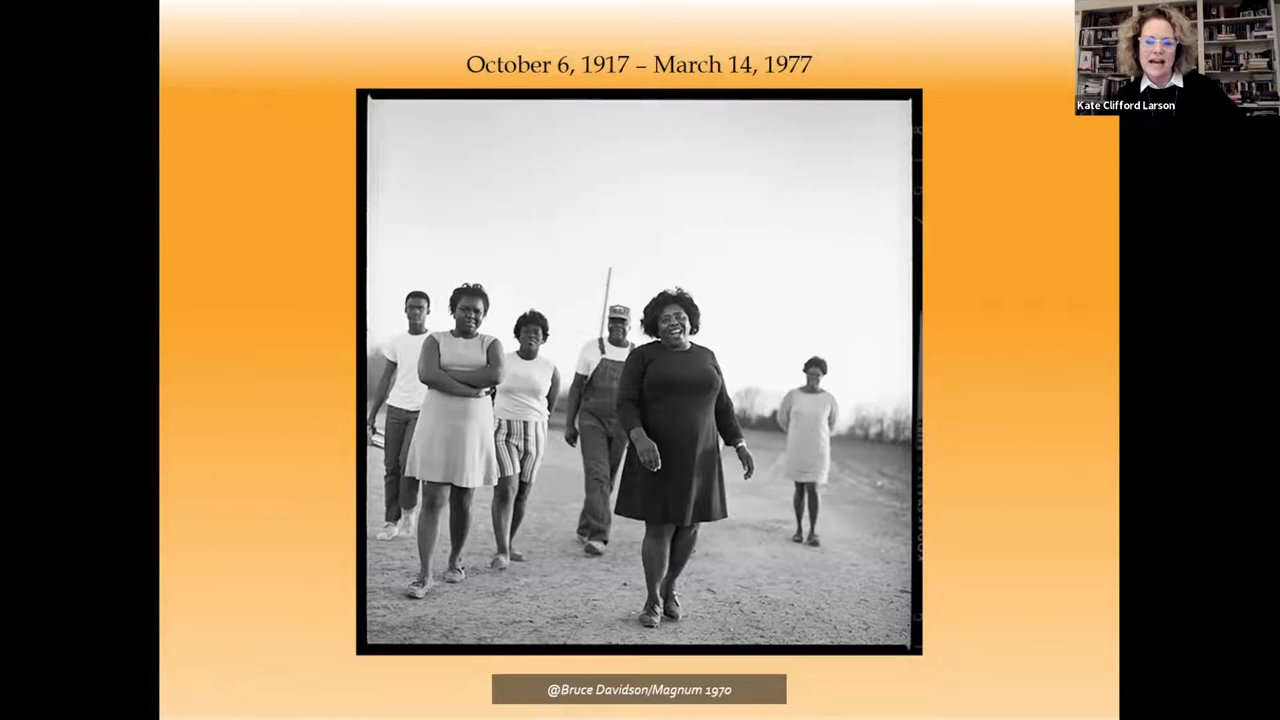 October 6, 1917 – March 14, 1977
Kate Clifford Larson
@Bruce Davidson/Magnum 1970